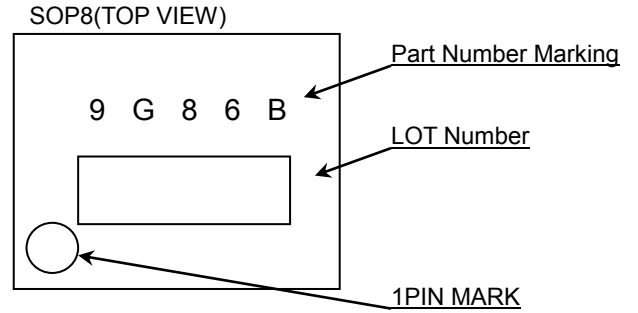 SOP8(TOP VIEW)
Part Number Marking
9 G 8 6 B
LOT Number
1PIN MARK